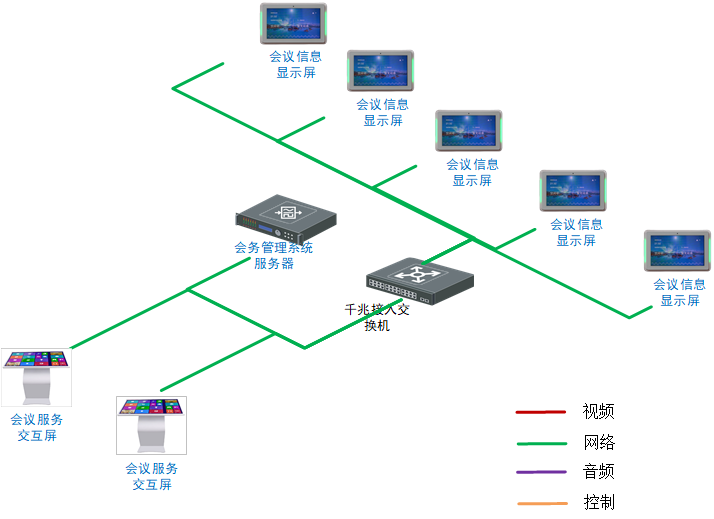 会议信息
显示屏
会议信息
显示屏
会议信息
显示屏
会议信息
显示屏
会议信息
显示屏
会务管理系统
服务器
千兆接入交
换机
会议服务
交互屏
会议服务
交互屏
视频
网络
音频
控制